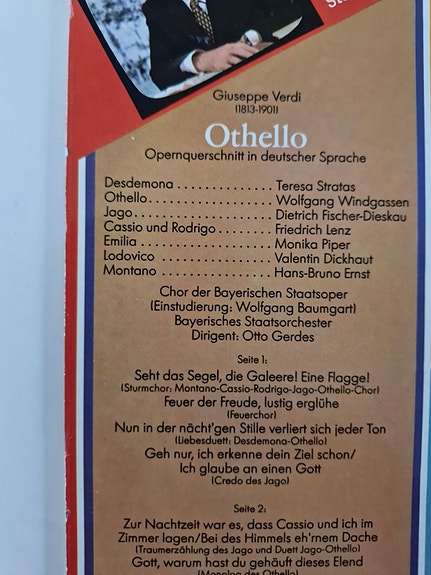 Giuseppe Verdi
(1813-1901)
Othello
Opernquerschnitt in deutscher Sprache
Desdemona . . . . . . . . . . . . Teresa Stratas
Othello . . . . . . . . . . . . . . . Wolfgang Windgassen
Jago . . . . . . . . . . . . . . . . . Dietrich Fischer-Dieskau
Cassio und Rodrigo . . . . . . . Friedrich Lenz
Emilia . . . . . . . . . . . . . . . . Monika Piper
Lodovico . . . . . . . . . . . . . . Valentin Dickhaut
Montano . . . . . . . . . . . . . . Hans-Bruno Ernst
Chor der Bayerischen Staatsoper
(Einstudierung: Wolfgang Baumgart)
Bayerisches Staatsorchester
Dirigent: Otto Gerdes
Seite 1:
Seht das Segel, die Galeere! Eine Flagge!
(Sturmchor: Montano-Cassio-Rodrigo-Jago-Othello-Chor)
Feuer der Freude, lustig erglühe
(Feuerchor)
Nun in der nächt'gen Stille verliert sich jeder Ton
(Liebesduett: Desdemona-Othello)
Geh nur, ich erkenne dein Ziel schon/
Ich glaube an einen Gott
(Credo des Jago)
Seite 2:
Zur Nachtzeit war es, dass Cassio und ich im
Zimmer lagen/Bei des Himmels eh'rnem Dache
(Traumerzählung des Jago und Duett Jago-Othello)
Gott, warum hast du gehäuft dieses Elend
(Monolog des Othello)